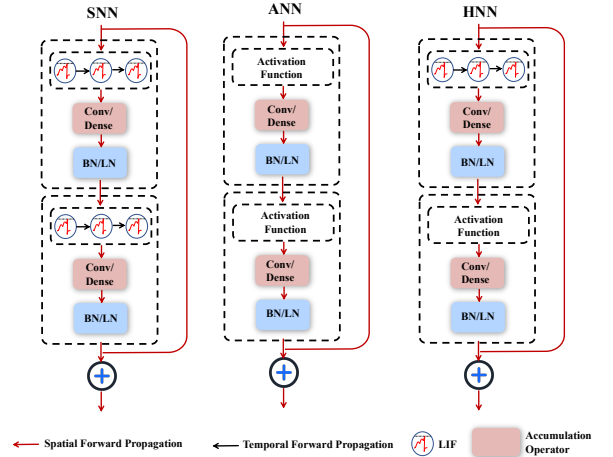 SNN
ANN
HNN
Conv/
Dense
BN/LN
Conv/
Dense
BN/LN
Activation
Function
Conv/
Dense
BN/LN
Activation
Function
Conv/
Dense
BN/LN
Conv/
Dense
BN/LN
Activation
Function
Conv/
Dense
BN/LN
Spatial Forward Propagation
Temporal Forward Propagation
LIF
Accumulation
Operator